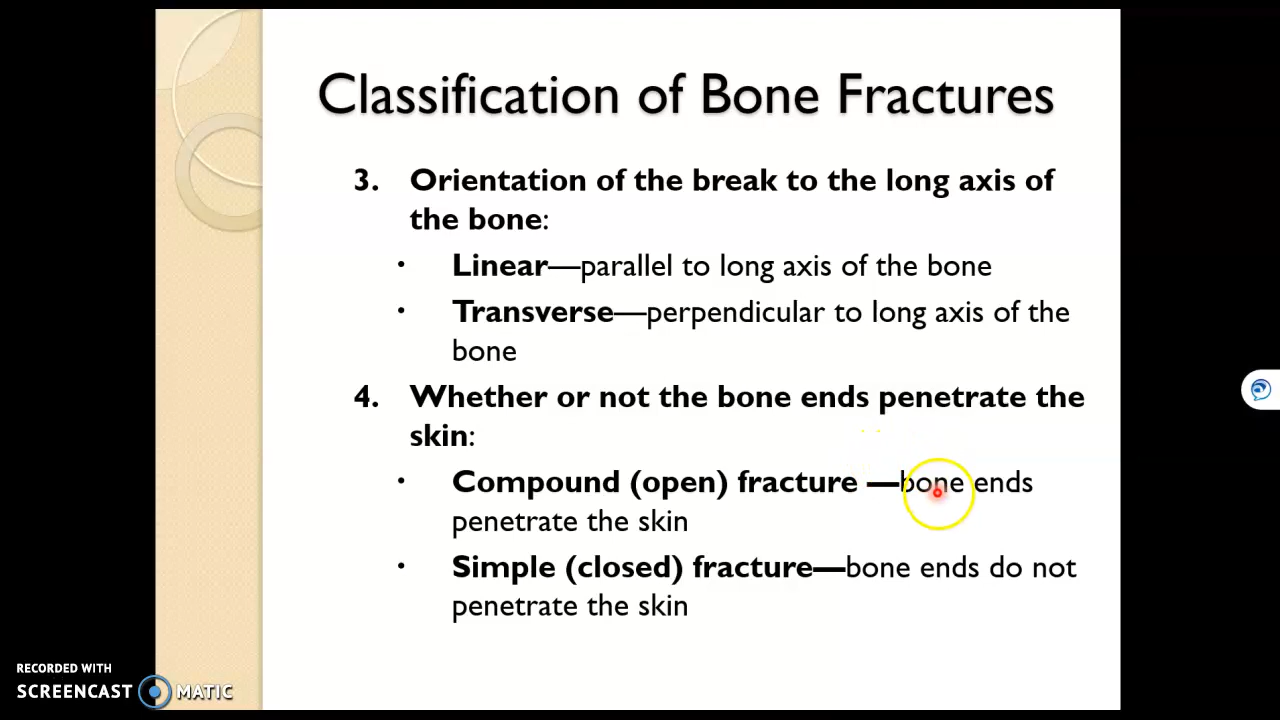 Classification of Bone Fractures
3. Orientation of the break to the long axis of
the bone:
• Linear—parallel to long axis of the bone
• Transverse—perpendicular to long axis of the
bone
4. Whether or not the bone ends penetrate the
skin:
• Compound (open) fracture —bone ends
penetrate the skin
• Simple (closed) fracture—bone ends do not
penetrate the skin
RECORDED WITH
SCREENCAST MATIC